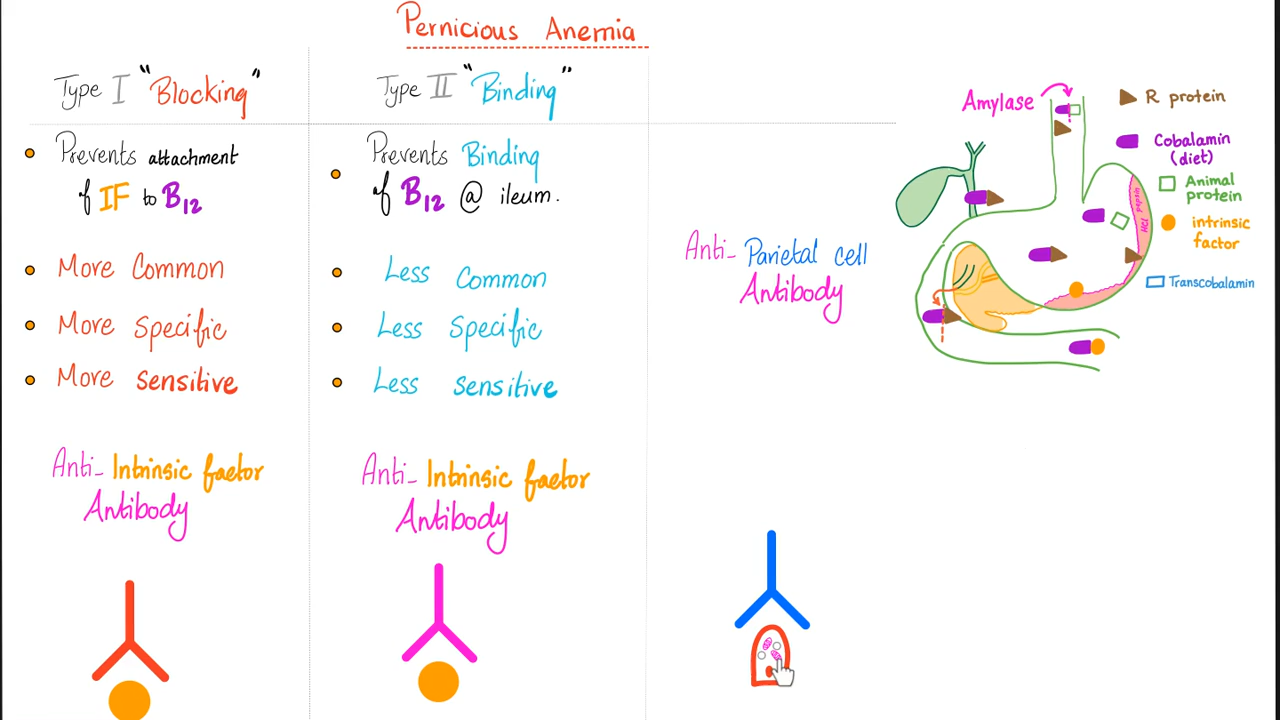 Pernicious Anemia
Type I "Blocking"
Prevents attachment
of IF to B12
More Common
More Specific
More Sensitive
Anti- Intrinsic factor
Antibody
Type II "Binding"
Prevents Binding
of B12 @ ileum.
Less Common
Less Specific
Less Sensitive
Anti- Intrinsic factor
Antibody
Anti- Parietal cell
Antibody
Amylase
HCl Pepsin
R protein
Cobalamin
(diet)
Animal
protein
intrinsic
factor
Transcobalamin